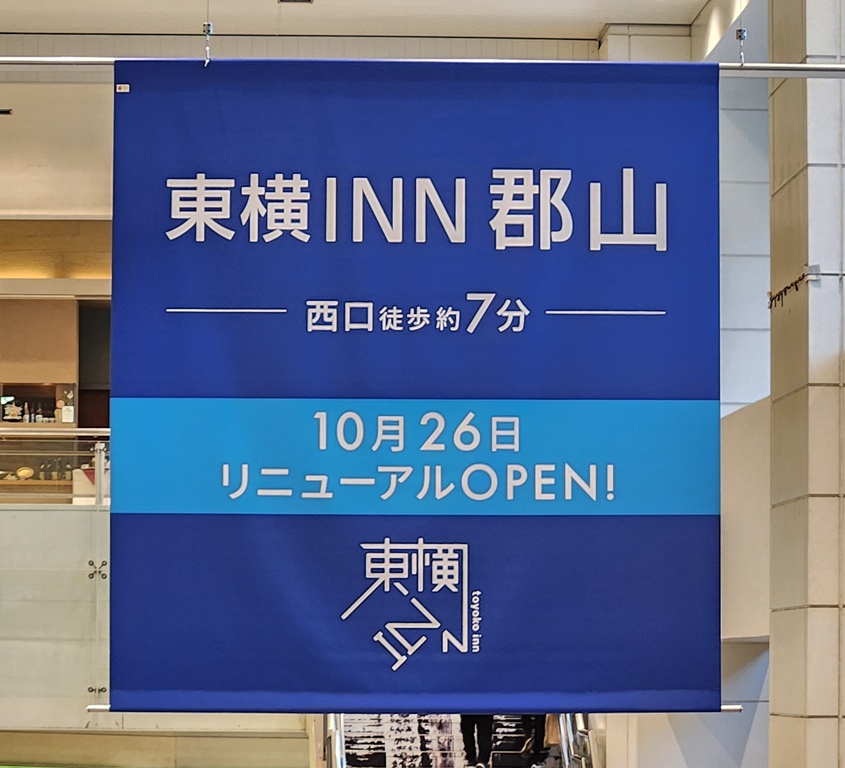 東横INN 郡山
西口徒歩約7分
10月26日
リニューアルOPEN!
東横
INN
toyoko inn